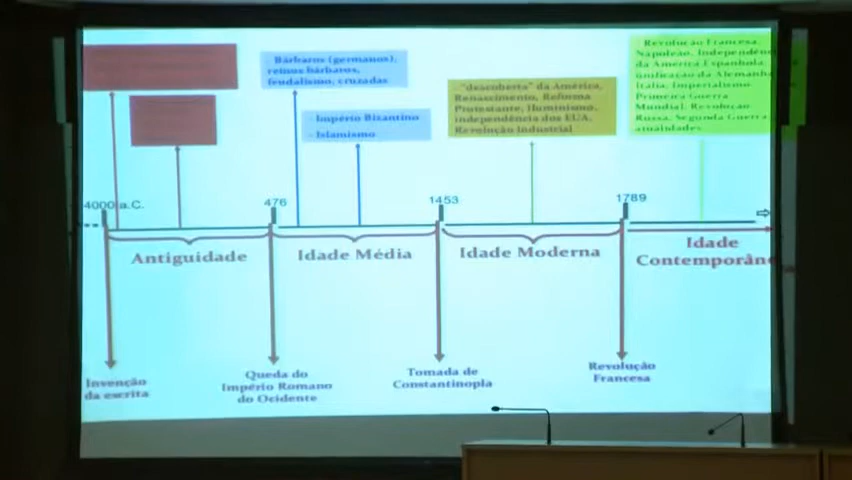 - Bárbaros (germanos),
reinos bárbaros,
feudalismo, cruzadas
- Império Bizantino
- Islamismo
- "descoberta" da América,
Renascimento, Reforma
Protestante, Iluminismo,
independência dos EUA,
Revolução Industrial
- Revolução Francesa,
Napoleão, Independên
da América Espanhola,
unificação da Alemanha
Itália, Imperialismo
Primeira Guerra
Mundial, Revolução
Russa, Segunda Guerra,
atualidades
4000 a.C.
476
1453
1789
Antiguidade
Idade Média
Idade Moderna
Idade
Contemporân
Invenção
da escrita
Queda do
Império Romano
do Ocidente
Tomada de
Constantinopla
Revolução
Francesa